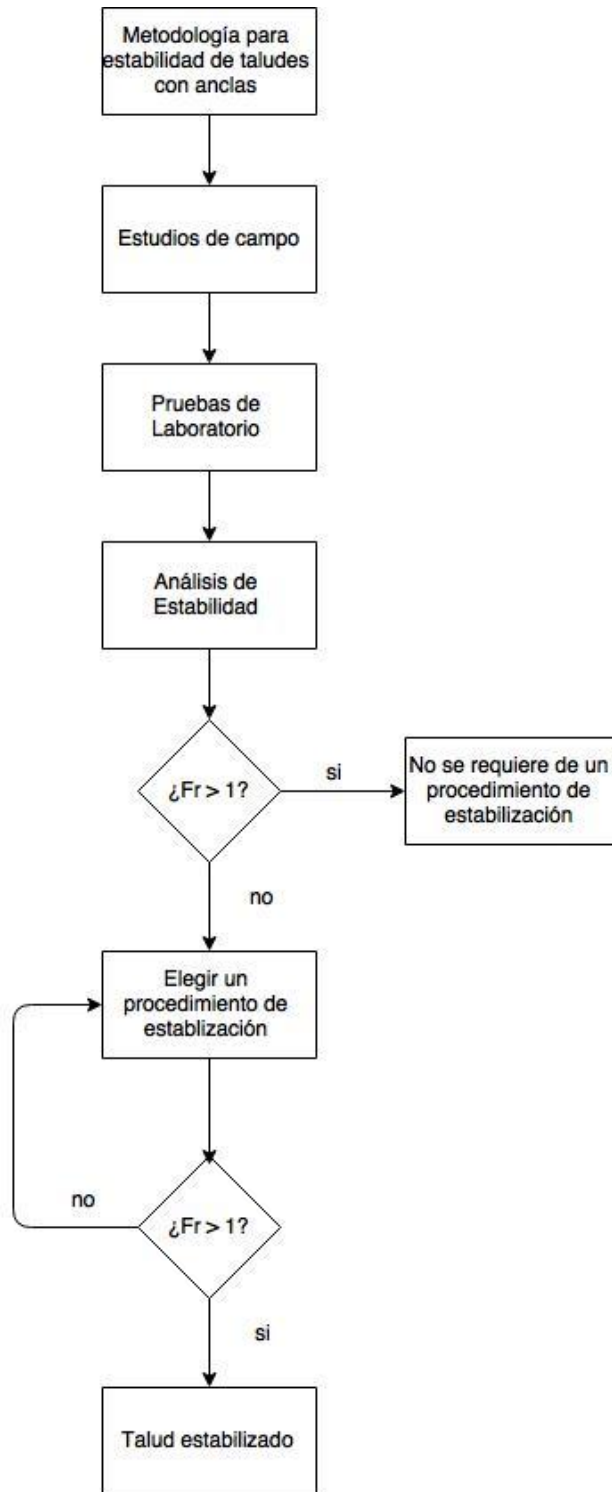 Metodología para
estabilidad de taludes
con anclas
Estudios de campo
Pruebas de
Laboratorio
Análisis de
Estabilidad
¿Fr > 1?
si
No se requiere de un
procedimiento de
estabilización
no
Elegir un
procedimiento de
establización
no
¿Fr > 1?
si
Talud estabilizado